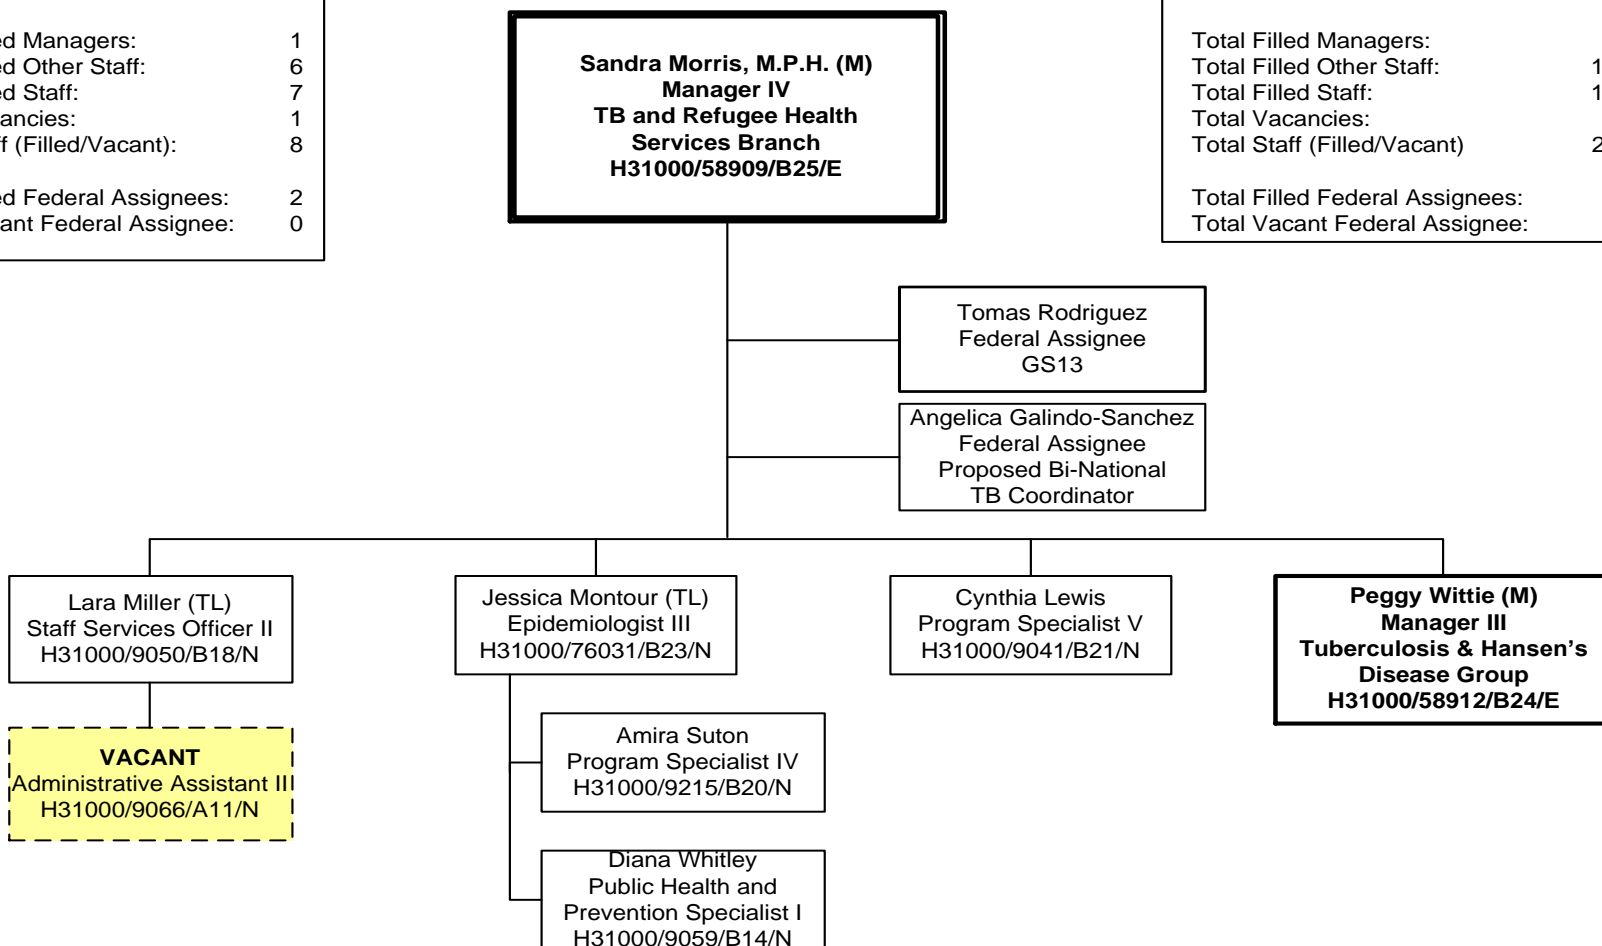 ed Managers: 1
ed Other Staff: 6
ed Staff: 7
ancies: 1
ff (Filled/Vacant): 8
ed Federal Assignees: 2
ant Federal Assignee: 0
Sandra Morris, M.P.H. (M)
Manager IV
TB and Refugee Health
Services Branch
H31000/58909/B25/E
Total Filled Managers:
Total Filled Other Staff: 1
Total Filled Staff: 1
Total Vacancies:
Total Staff (Filled/Vacant) 2
Total Filled Federal Assignees:
Total Vacant Federal Assignee:
Tomas Rodriguez
Federal Assignee
GS13
Angelica Galindo-Sanchez
Federal Assignee
Proposed Bi-National
TB Coordinator
Lara Miller (TL)
Staff Services Officer II
H31000/9050/B18/N
Jessica Montour (TL)
Epidemiologist III
H31000/76031/B23/N
Cynthia Lewis
Program Specialist V
H31000/9041/B21/N
Peggy Wittie (M)
Manager III
Tuberculosis & Hansen's
Disease Group
H31000/58912/B24/E
VACANT
Administrative Assistant III
H31000/9066/A11/N
Amira Suton
Program Specialist IV
H31000/9215/B20/N
Diana Whitley
Public Health and
Prevention Specialist I
H31000/9059/B14/N